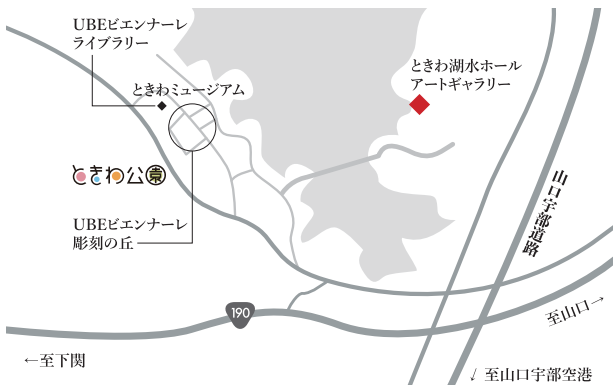 UBEビエンナーレ
ライブラリー
ときわミュージアム
ときわ湖水ホール
アートギャラリー
ときわ公園
UBEビエンナーレ
彫刻の丘
山口宇部道路
190
至山口→
←至下関
↓至山口宇部空港